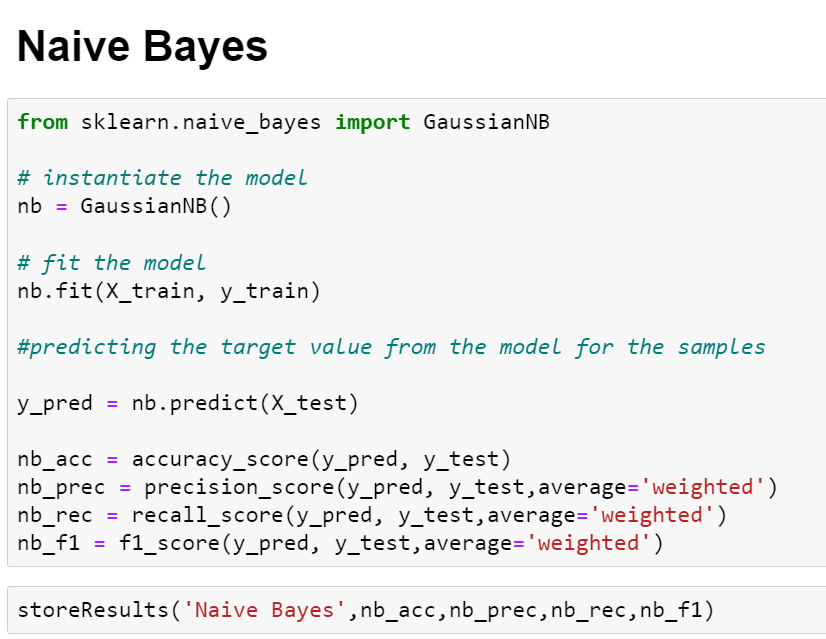 Naive Bayes
from sklearn.naive_bayes import GaussianNB
# instantiate the model
nb = GaussianNB()
# fit the model
nb.fit(X_train, y_train)
#predicting the target value from the model for the samples
y_pred = nb.predict(X_test)
nb_acc = accuracy_score(y_pred, y_test)
nb_prec = precision_score(y_pred, y_test,average='weighted')
nb_rec = recall_score(y_pred, y_test,average='weighted')
nb_f1 = f1_score(y_pred, y_test,average='weighted')
storeResults('Naive Bayes',nb_acc,nb_prec,nb_rec,nb_f1)